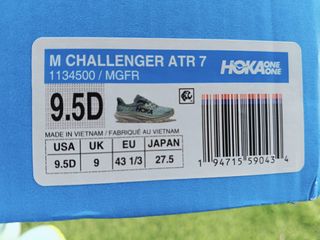 M CHALLENGER ATR 7
1134500 / MGFR
HOKA ONE ONE
9.5D
MADE IN VIETNAM / FABRIQUÉ AU VIETNAM
USA UK EU JAPAN
9.5D 9 43 1/3 27.5
1 94715 59043 4